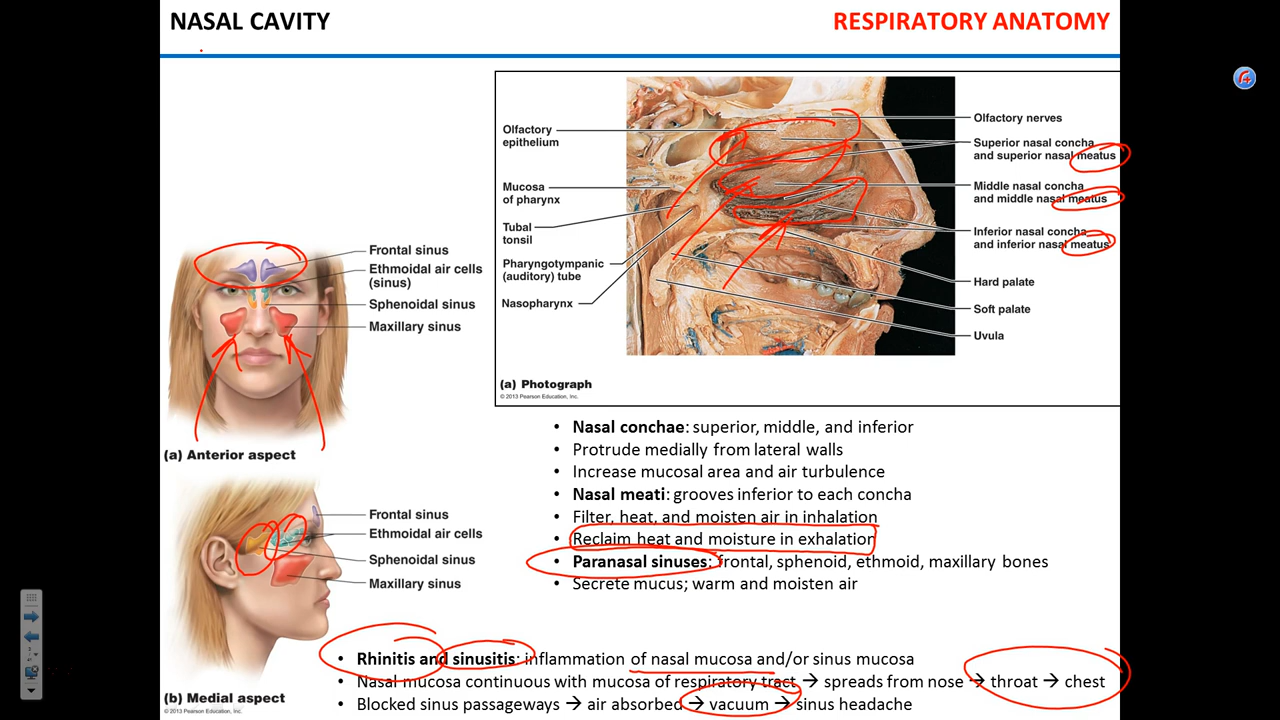 NASAL CAVITY
RESPIRATORY ANATOMY
Olfactory
epithelium
Mucosa
of pharynx
Tubal
tonsil
Pharyngotympanic
(auditory) tube
Nasopharynx
Olfactory nerves
Superior nasal concha
and superior nasal meatus
Middle nasal concha
and middle nasal meatus
Inferior nasal concha
and inferior nasal meatus
Hard palate
Soft palate
Uvula
(a) Photograph
© 2013 Pearson Education, Inc.
Frontal sinus
Ethmoidal air cells
(sinus)
Sphenoidal sinus
Maxillary sinus
(a) Anterior aspect
Frontal sinus
Ethmoidal air cells
Sphenoidal sinus
Maxillary sinus
(b) Medial aspect
© 2013 Pearson Education, Inc.
• Nasal conchae: superior, middle, and inferior
• Protrude medially from lateral walls
• Increase mucosal area and air turbulence
• Nasal meati: grooves inferior to each concha
• Filter, heat, and moisten air in inhalation
• Reclaim heat and moisture in exhalation
• Paranasal sinuses: frontal, sphenoid, ethmoid, maxillary bones
• Secrete mucus; warm and moisten air
• Rhinitis and sinusitis: inflammation of nasal mucosa and/or sinus mucosa
• Nasal mucosa continuous with mucosa of respiratory tract → spreads from nose → throat → chest
• Blocked sinus passageways → air absorbed → vacuum → sinus headache